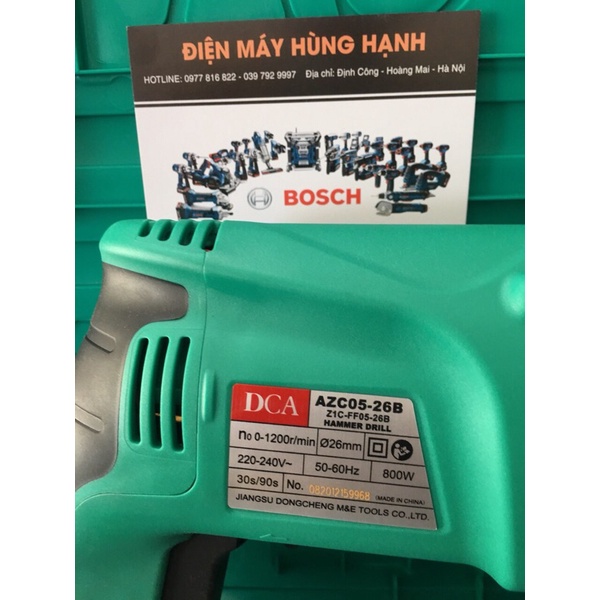 ĐIỆN MÁY HÙNG HẠNH
HOTLINE: 0977 816 822 - 039 792 9997 Địa chỉ: Định Công - Hoàng Mai - Hà Nội
BOSCH
DCA
AZC05-26B
Z1C-FF05-26B
HAMMER DRILL
no 0-1200r/min Ø26mm
220-240V~ 50-60Hz 800W
30s/90s No. 082012159968 (MADE IN CHINA)
JIANGSU DONGCHENG M&E TOOLS CO.,LTD.